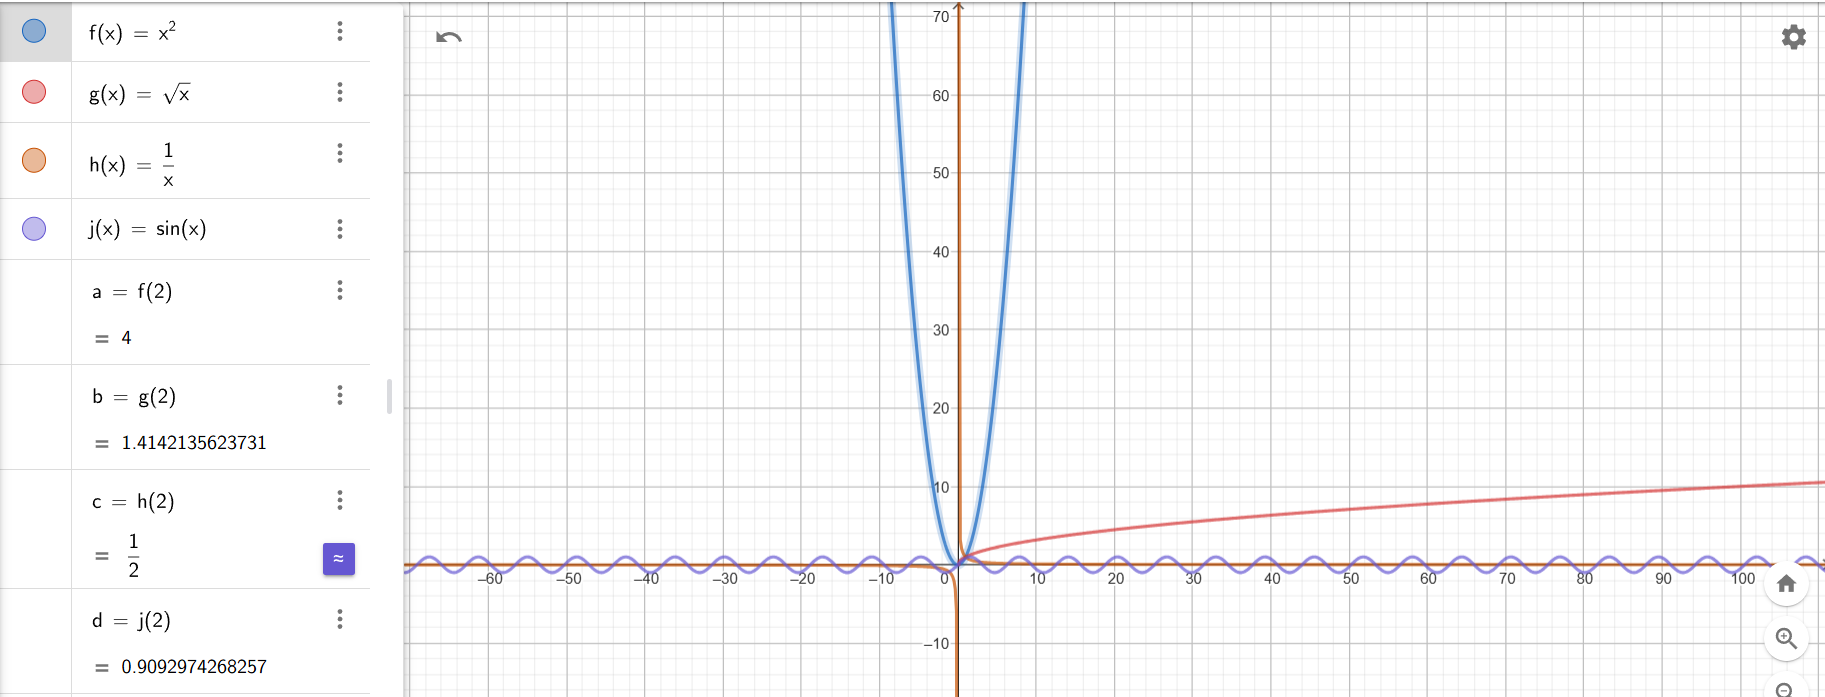 f(x) = x²
g(x) = √x
h(x) = 1/x
j(x) = sin(x)
a = f(2)
= 4
b = g(2)
= 1.4142135623731
c = h(2)
= 1/2
≈
d = j(2)
= 0.9092974268257
70
60
50
40
30
20
10
–60 –50 –40 –30 –20 –10 0 10 20 30 40 50 60 70 80 90 100
–10